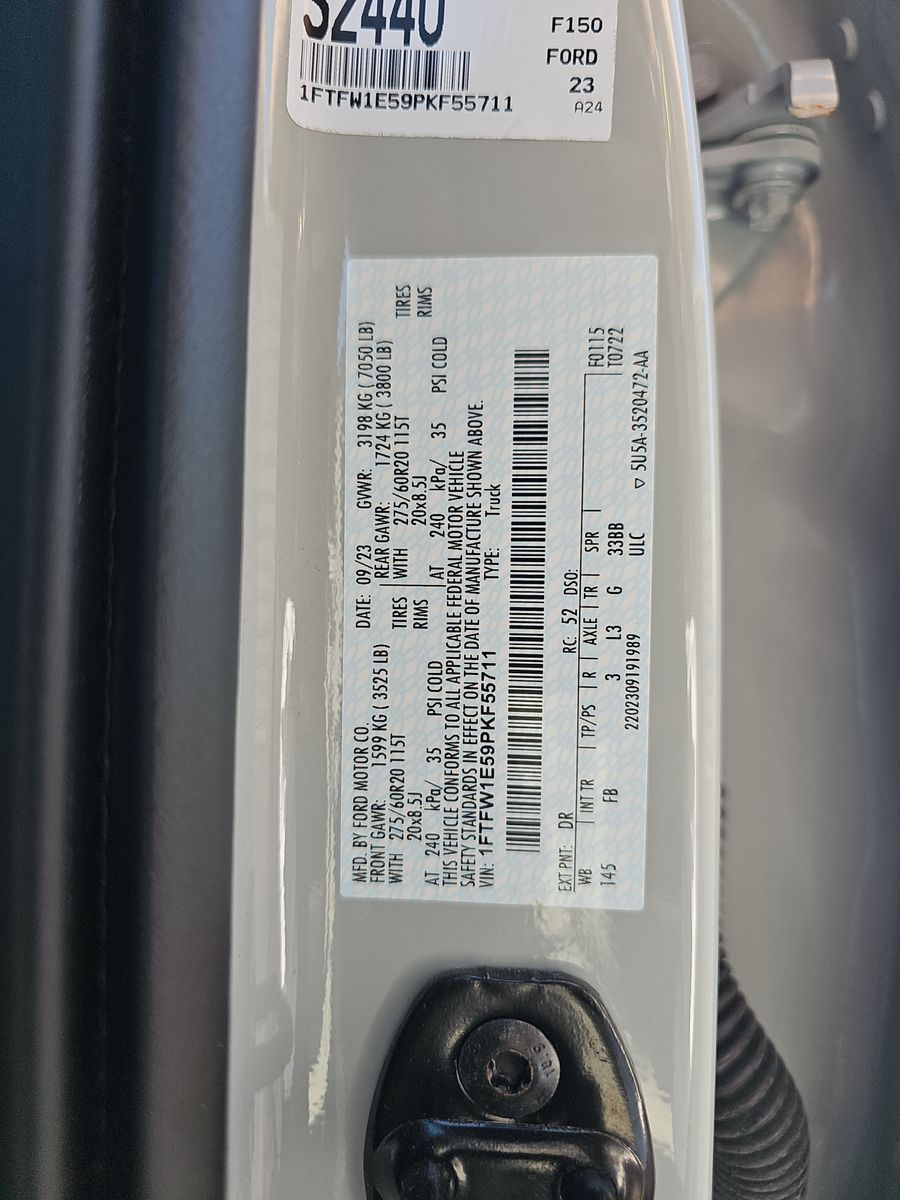 S2440
F150
FORD
23
A24
1FTFW1E59PKF55711
MFD. BY FORD MOTOR CO.
DATE: 09/23 GVWR: 3198 KG ( 7050 LB)
FRONT GAWR: 1599 KG ( 3525 LB) REAR GAWR: 1724 KG ( 3800 LB)
WITH 275/60R20 115T TIRES WITH 275/60R20 115T TIRES
20x8.5J RIMS 20x8.5J RIMS
AT 240 kPa/ 35 PSI COLD AT 240 kPa/ 35 PSI COLD
THIS VEHICLE CONFORMS TO ALL APPLICABLE FEDERAL MOTOR VEHICLE
SAFETY STANDARDS IN EFFECT ON THE DATE OF MANUFACTURE SHOWN ABOVE.
VIN: 1FTFW1E59PKF55711 TYPE: Truck
EXT PNT: DR RC: 52 DSO:
WB INT TR TP/PS R AXLE TR SPR F0115
145 FB 3 L3 G 33BB T0722
2202309191989 ULC
▽ 5U5A-3520472-AA
10.9